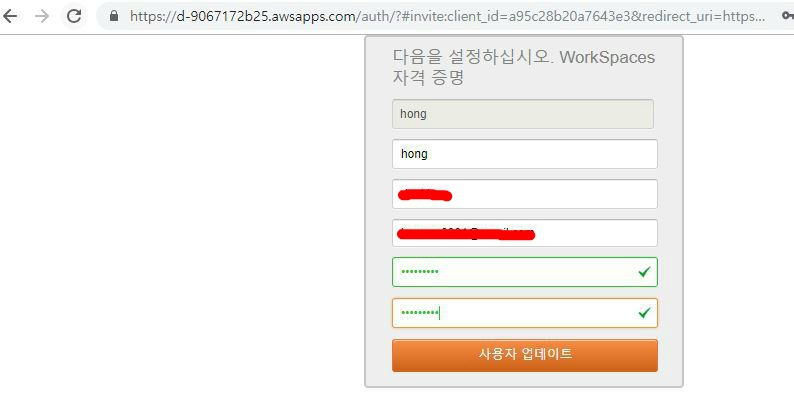 https://d-9067172b25.awsapps.com/auth/?#invite:client_id=a95c28b20a7643e3&redirect_uri=https...
다음을 설정하십시오. WorkSpaces
자격 증명
hong
hong
•••••••••
•••••••••
사용자 업데이트